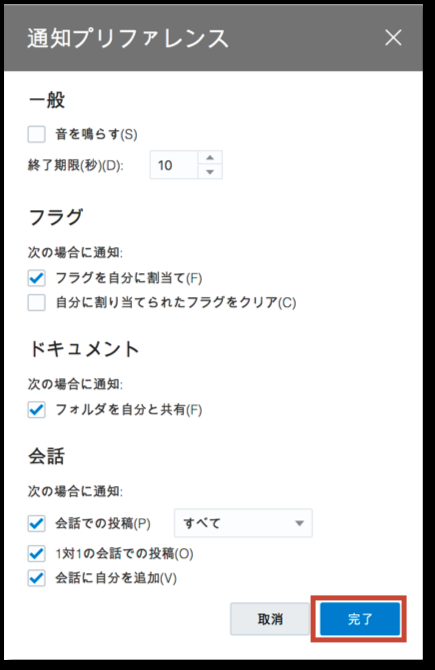 通知プリファレンス
一般
音を鳴らす(S)
終了期限(秒)(D): 10
フラグ
次の場合に通知:
フラグを自分に割当て(F)
自分に割り当てられたフラグをクリア(C)
ドキュメント
次の場合に通知:
フォルダを自分と共有(F)
会話
次の場合に通知:
会話での投稿(P) すべて
1対1の会話での投稿(O)
会話に自分を追加(V)
取消 完了